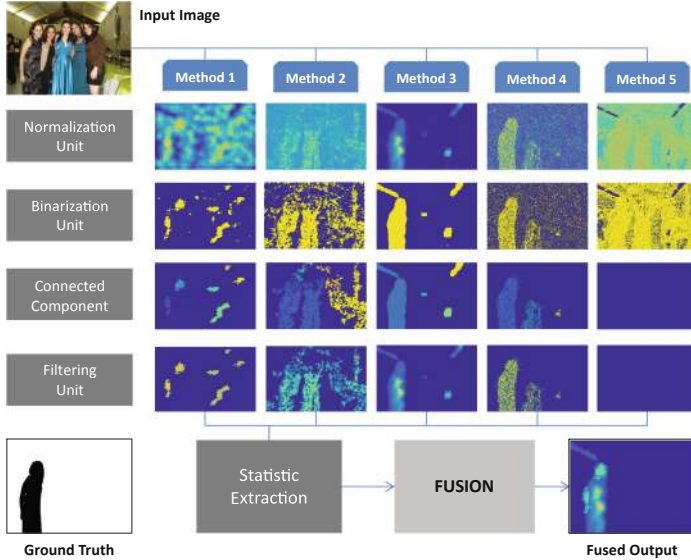 Input Image
Method 1
Method 2
Method 3
Method 4
Method 5
Normalization
Unit
Binarization
Unit
Connected
Component
Filtering
Unit
Statistic
Extraction
FUSION
Ground Truth
Fused Output